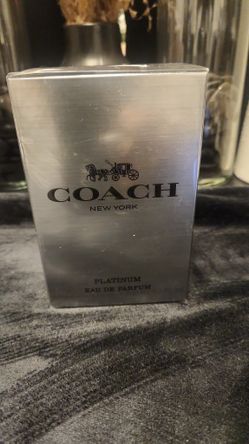 COACH
NEW YORK
PLATINUM
EAU DE PARFUM